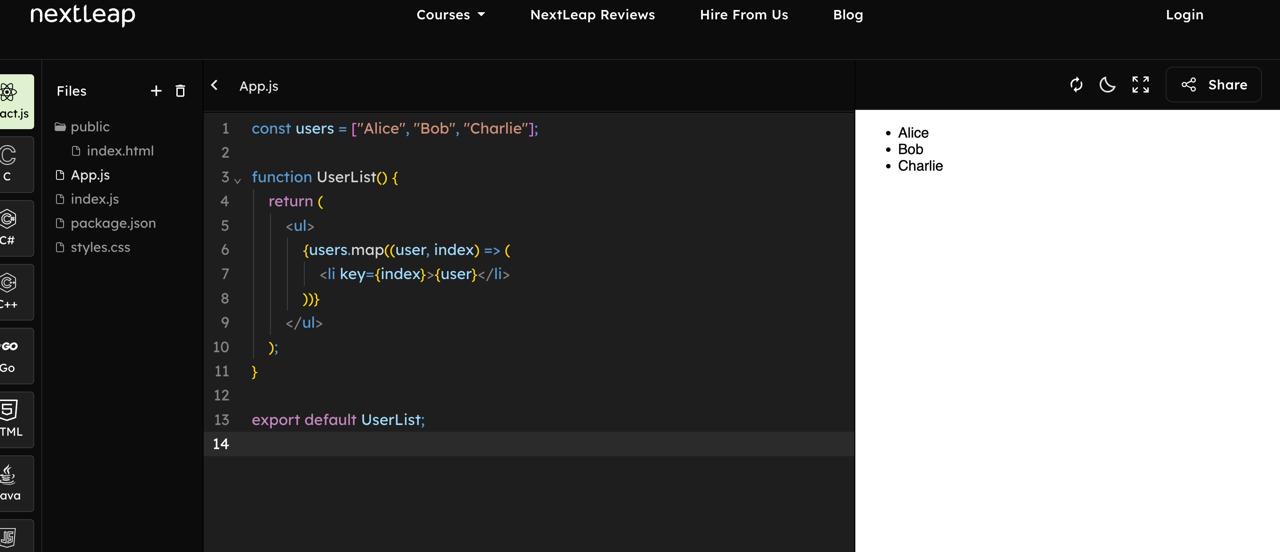 nextleap
Courses
NextLeap Reviews
Hire From Us
Blog
Login
act.js
C
C#
C++
GO
Go
5
TML
ava
JS
Files
public
index.html
App.js
index.js
package.json
styles.css
App.js
Share
1 const users = ["Alice", "Bob", "Charlie"];
2
3 function UserList() {
4 return (
5 <ul>
6 {users.map((user, index) => (
7 <li key={index}>{user}</li>
8 ))}
9 </ul>
10 );
11 }
12
13 export default UserList;
14
• Alice
• Bob
• Charlie